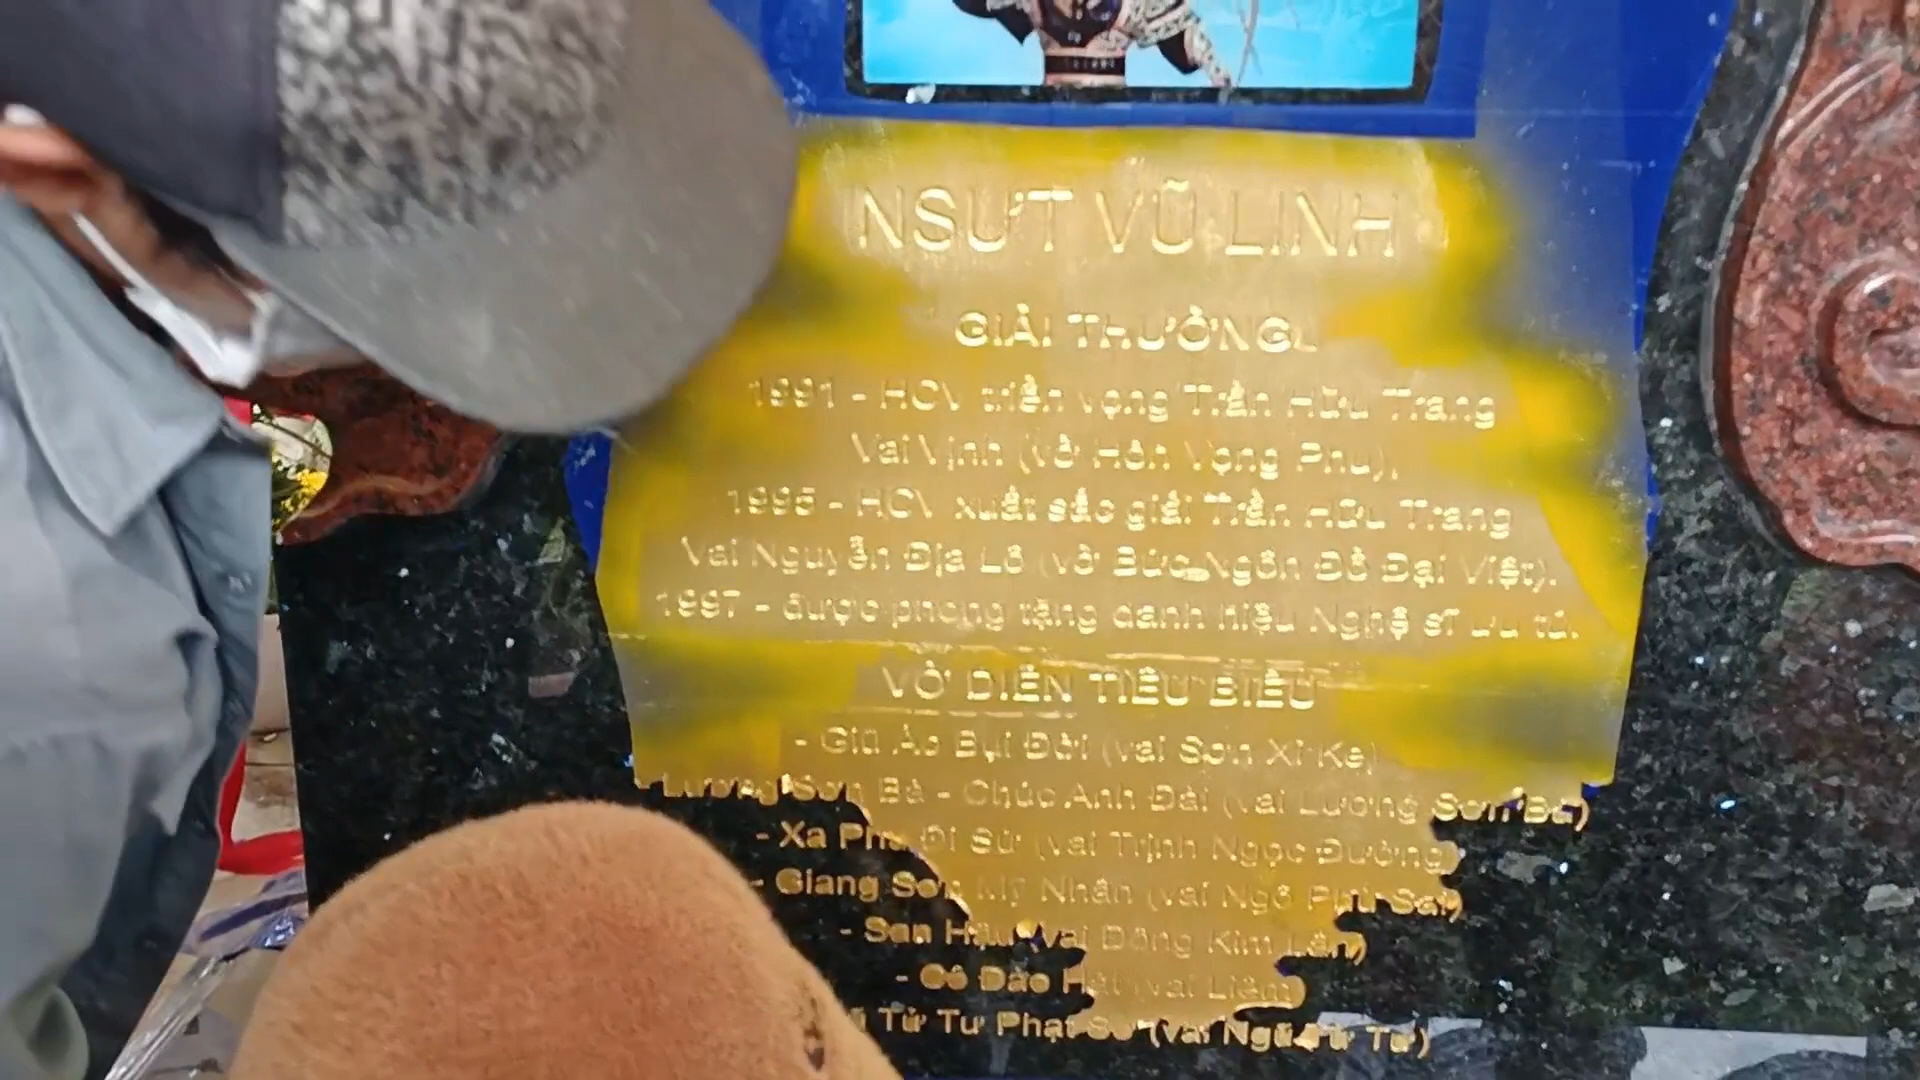 NSƯT VŨ LINH
GIẢI THƯỞNG
1991 - HCV triển vọng Trần Hữu Trang
Vai Vịnh (vở Hòn Vọng Phu).
1995 - HCV xuất sắc giải Trần Hữu Trang
Vai Nguyễn Địa Lô (vở Bức Ngôn Đồ Đại Việt).
1997 - được phong tặng danh hiệu Nghệ sĩ ưu tú.
VỞ DIỄN TIÊU BIỂU
- Giũ Áo Bụi Đời (vai Sơn Xĩ Ke)
Lương Sơn Bá - Chúc Anh Đài (vai Lương Sơn Bá)
- Xa Phu Đi Sứ (vai Trịnh Ngọc Đường)
- Giang Sơn Mỹ Nhân (vai Ngô Phù Sai)
- San Hậu (vai Đổng Kim Lân)
- Cô Đào Hát (vai Liêm)
Tử Tư Phạt Sở (vai Ngũ Tử Tư)